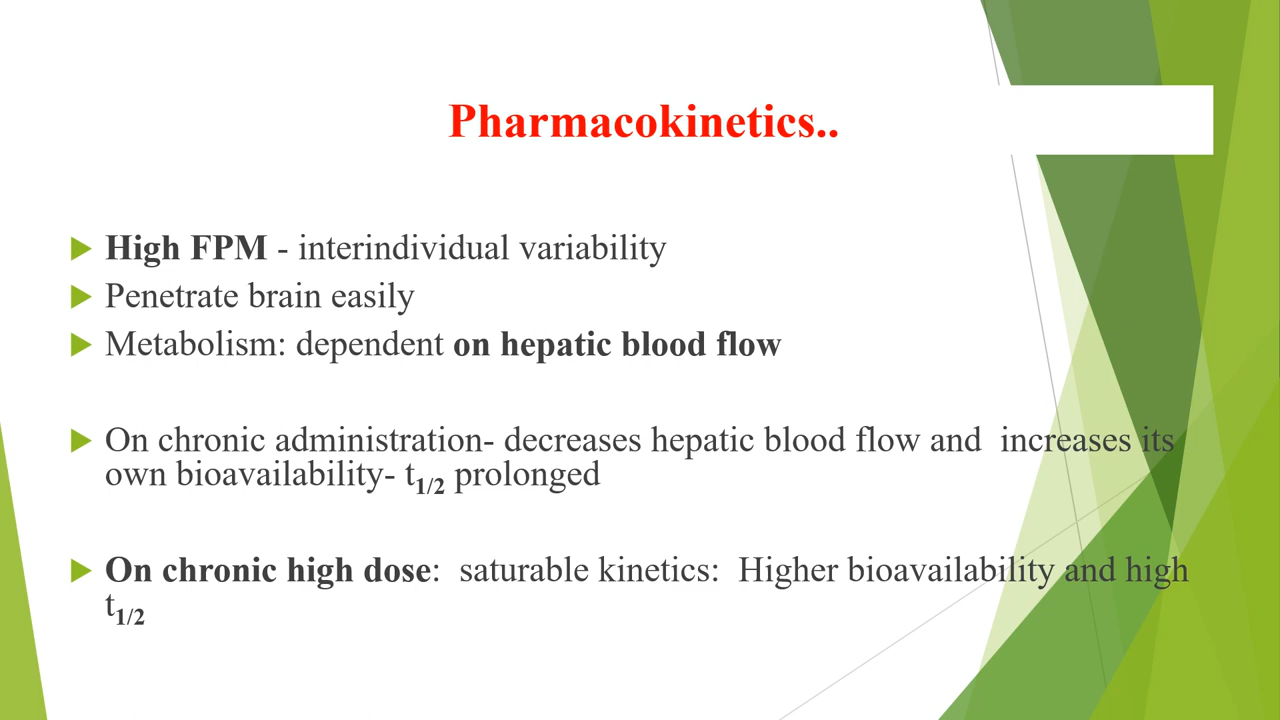 Pharmacokinetics..
High FPM - interindividual variability
Penetrate brain easily
Metabolism: dependent on hepatic blood flow
On chronic administration- decreases hepatic blood flow and  increases its
own bioavailability- t1/2 prolonged
On chronic high dose:  saturable kinetics:  Higher bioavailability and high
t1/2